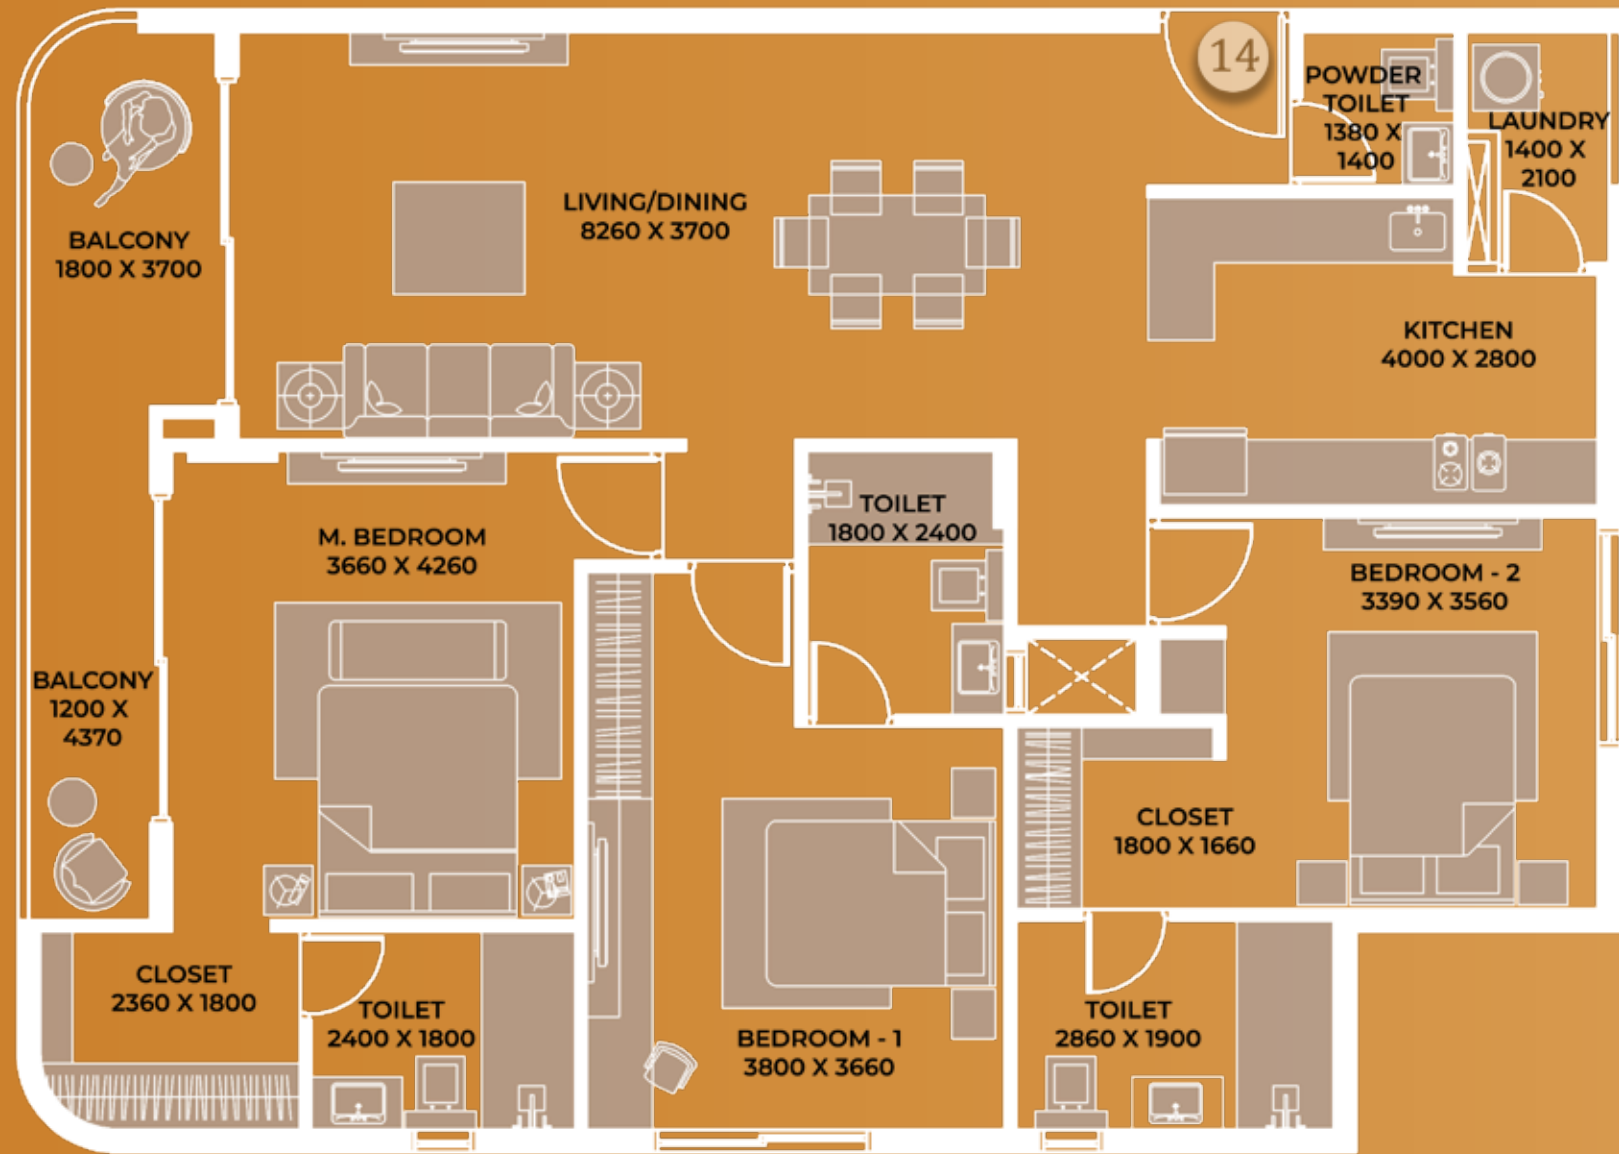 14
POWDER
TOILET
1380 X
1400
LAUNDRY
1400 X
2100
LIVING/DINING
8260 X 3700
BALCONY
1800 X 3700
KITCHEN
4000 X 2800
TOILET
1800 X 2400
M. BEDROOM
3660 X 4260
BEDROOM - 2
3390 X 3560
BALCONY
1200 X
4370
CLOSET
1800 X 1660
CLOSET
2360 X 1800
TOILET
2400 X 1800
BEDROOM - 1
3800 X 3660
TOILET
2860 X 1900